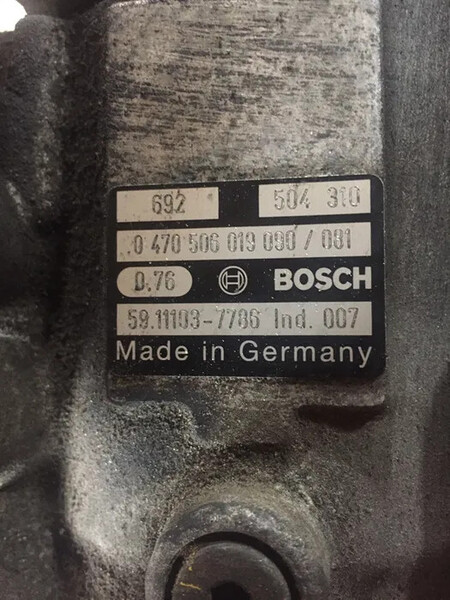 692 504 310
0 470 506 019 090 / 081
0.76 BOSCH
59.11103-7786 Ind. 007
Made in Germany